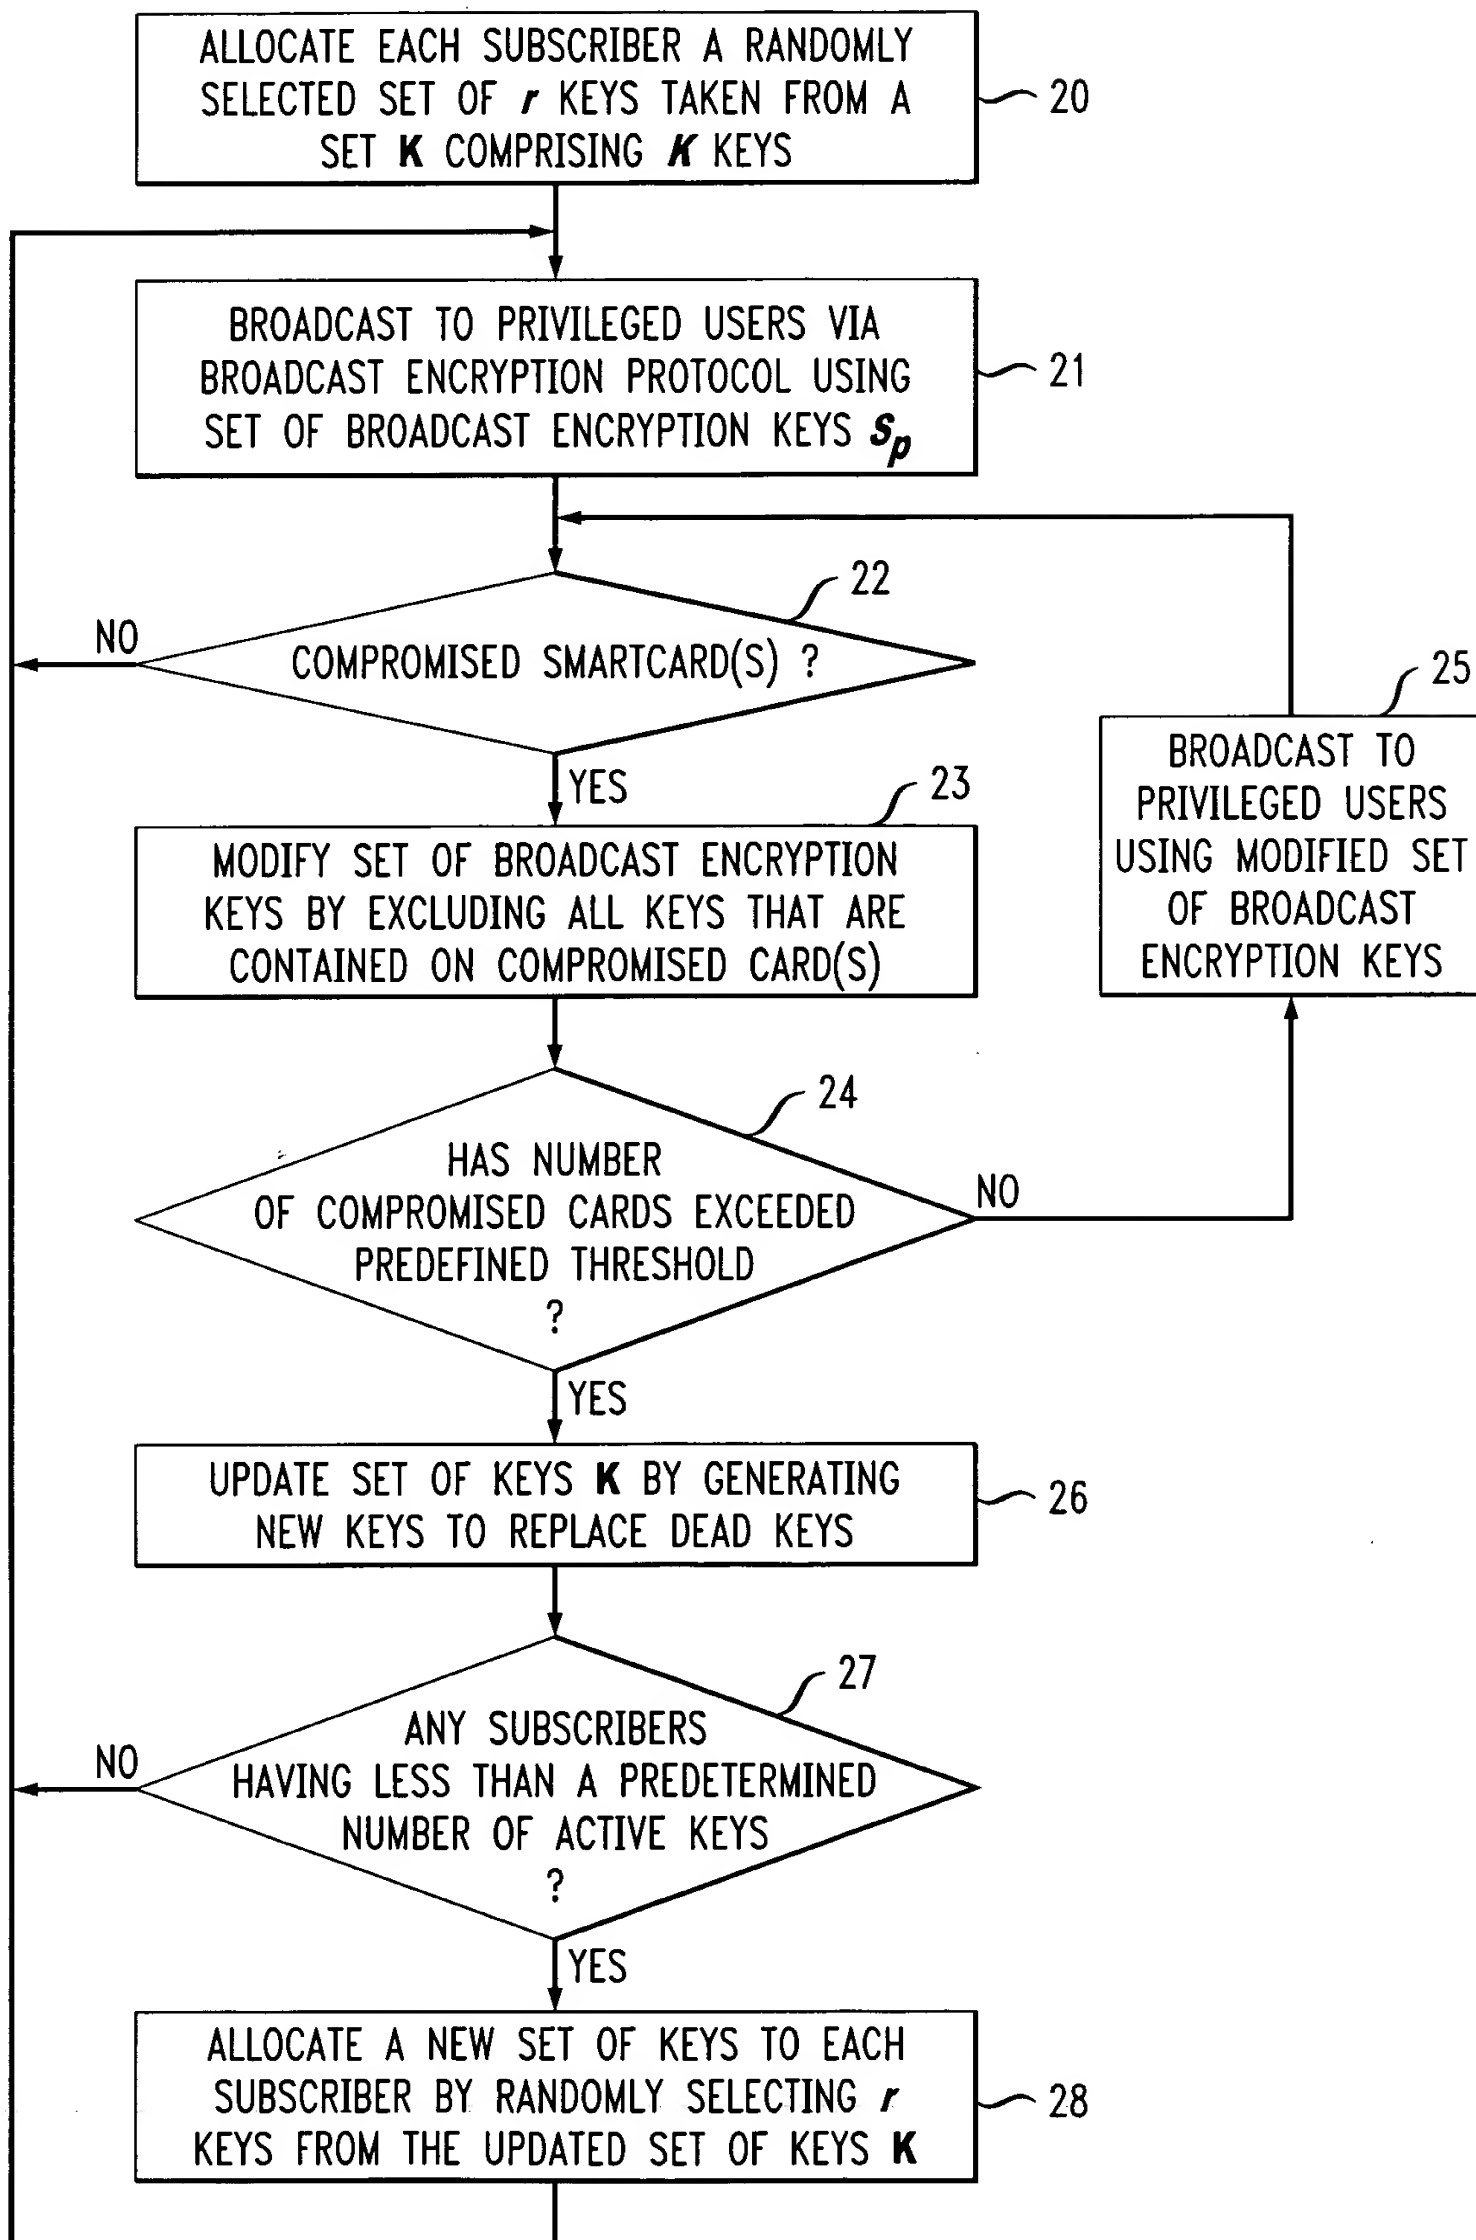 ALLOCATE EACH SUBSCRIBER A RANDOMLY
SELECTED SET OF r KEYS TAKEN FROM A
SET K COMPRISING K KEYS
20
BROADCAST TO PRIVILEGED USERS VIA
BROADCAST ENCRYPTION PROTOCOL USING
SET OF BROADCAST ENCRYPTION KEYS Sp
21
22
NO
COMPROMISED SMARTCARD(S) ?
YES
23
MODIFY SET OF BROADCAST ENCRYPTION
KEYS BY EXCLUDING ALL KEYS THAT ARE
CONTAINED ON COMPROMISED CARD(S)
25
BROADCAST TO
PRIVILEGED USERS
USING MODIFIED SET
OF BROADCAST
ENCRYPTION KEYS
24
HAS NUMBER
OF COMPROMISED CARDS EXCEEDED
PREDEFINED THRESHOLD
?
NO
YES
UPDATE SET OF KEYS K BY GENERATING
NEW KEYS TO REPLACE DEAD KEYS
26
27
ANY SUBSCRIBERS
HAVING LESS THAN A PREDETERMINED
NUMBER OF ACTIVE KEYS
?
NO
YES
ALLOCATE A NEW SET OF KEYS TO EACH
SUBSCRIBER BY RANDOMLY SELECTING r
KEYS FROM THE UPDATED SET OF KEYS K
28